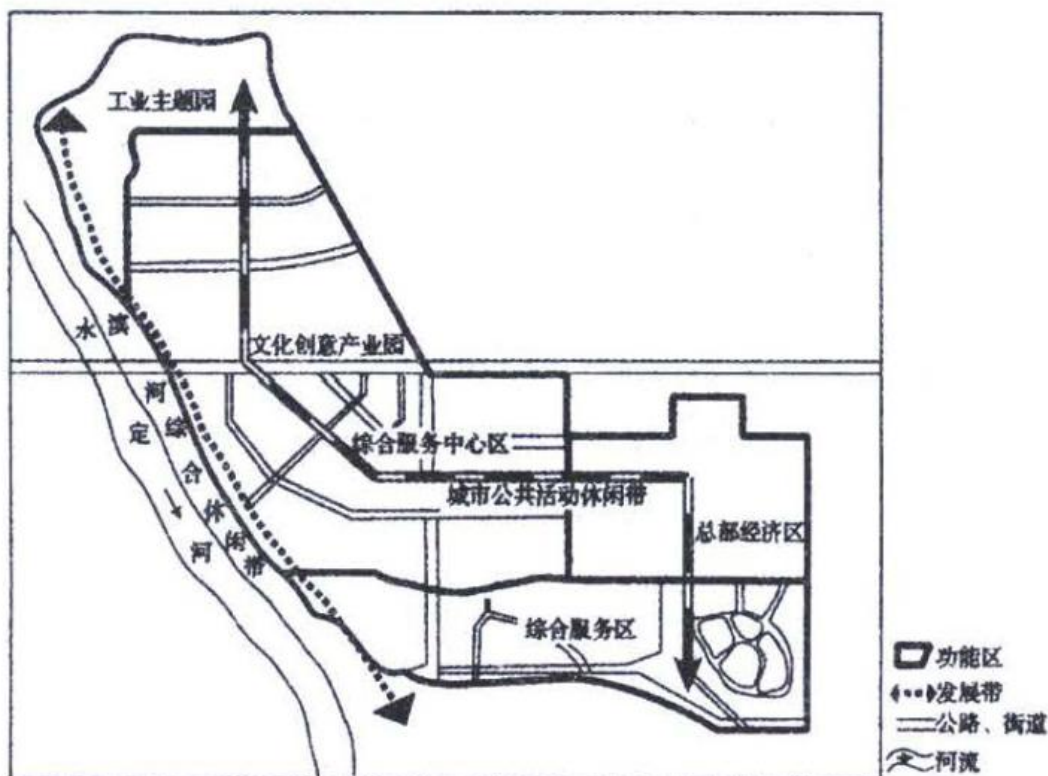 工业主题园
文化创意产业园
水滨
河综合休闲带
定
河
综合服务中心区
城市公共活动休闲带
总部经济区
综合服务区
功能区
发展带
公路、街道
河流